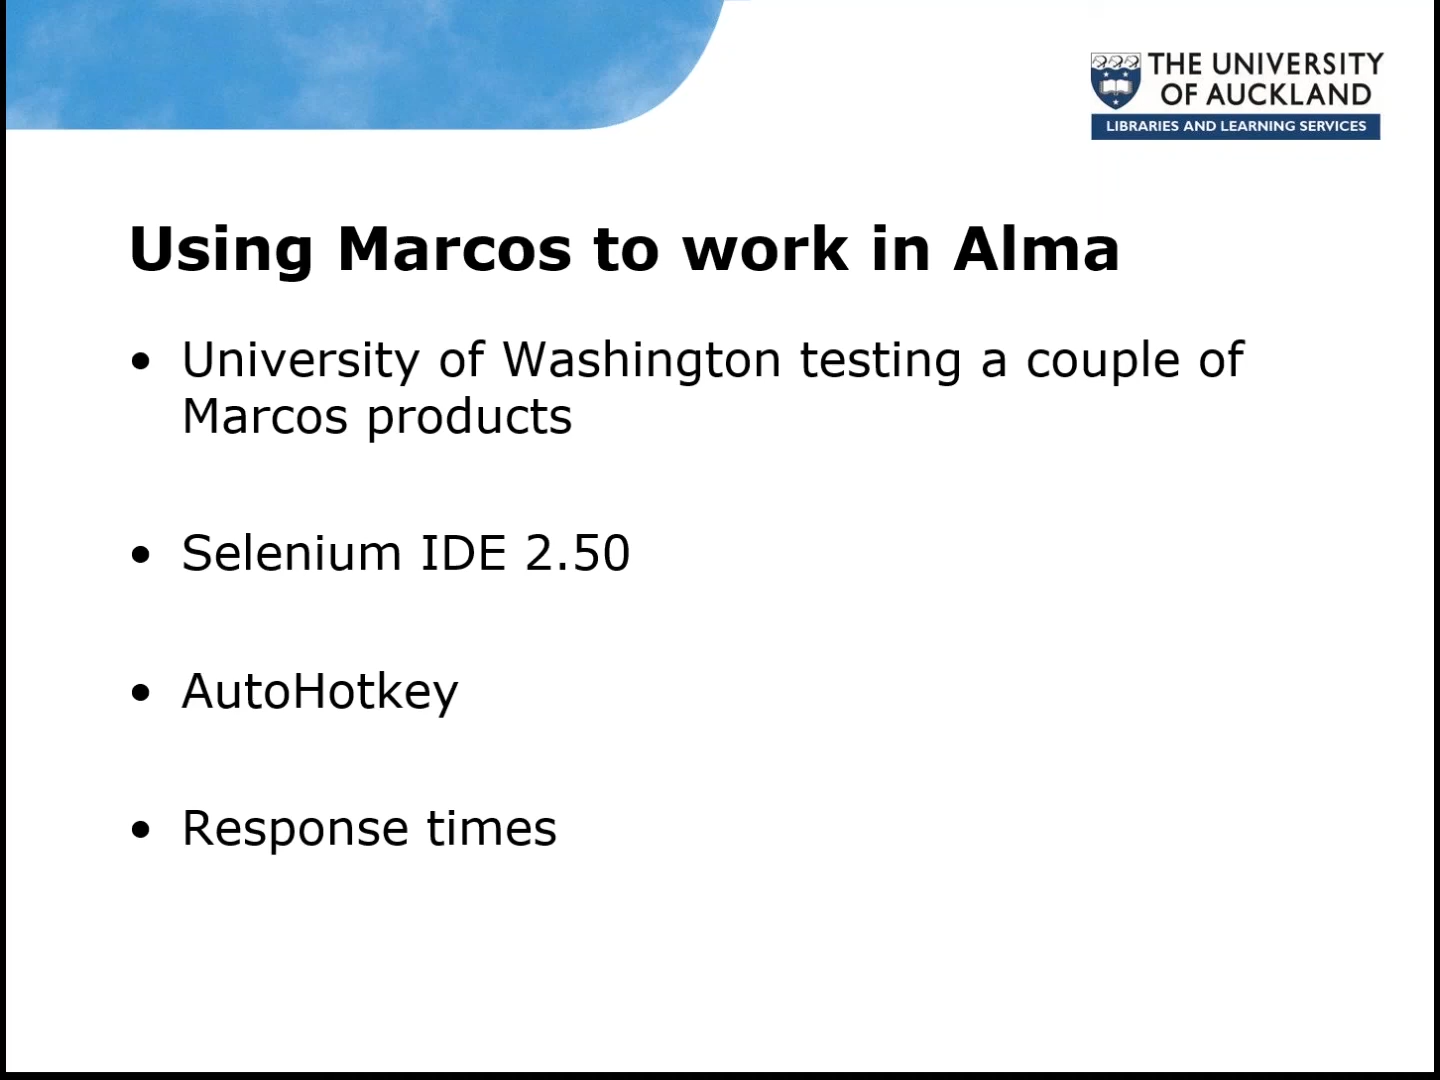 THE UNIVERSITY
OF AUCKLAND
LIBRARIES AND LEARNING SERVICES
Using Marcos to work in Alma
• University of Washington testing a couple of
Marcos products
• Selenium IDE 2.50
• AutoHotkey
• Response times